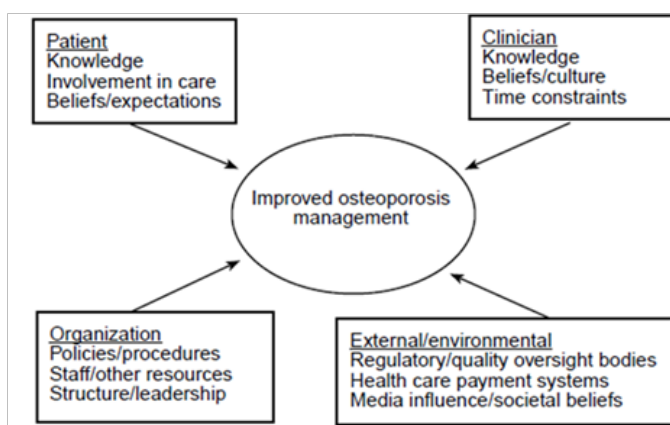 Patient
Knowledge
Involvement in care
Beliefs/expectations
Clinician
Knowledge
Beliefs/culture
Time constraints
Improved osteoporosis
management
Organization
Policies/procedures
Staff/other resources
Structure/leadership
External/environmental
Regulatory/quality oversight bodies
Health care payment systems
Media influence/societal beliefs